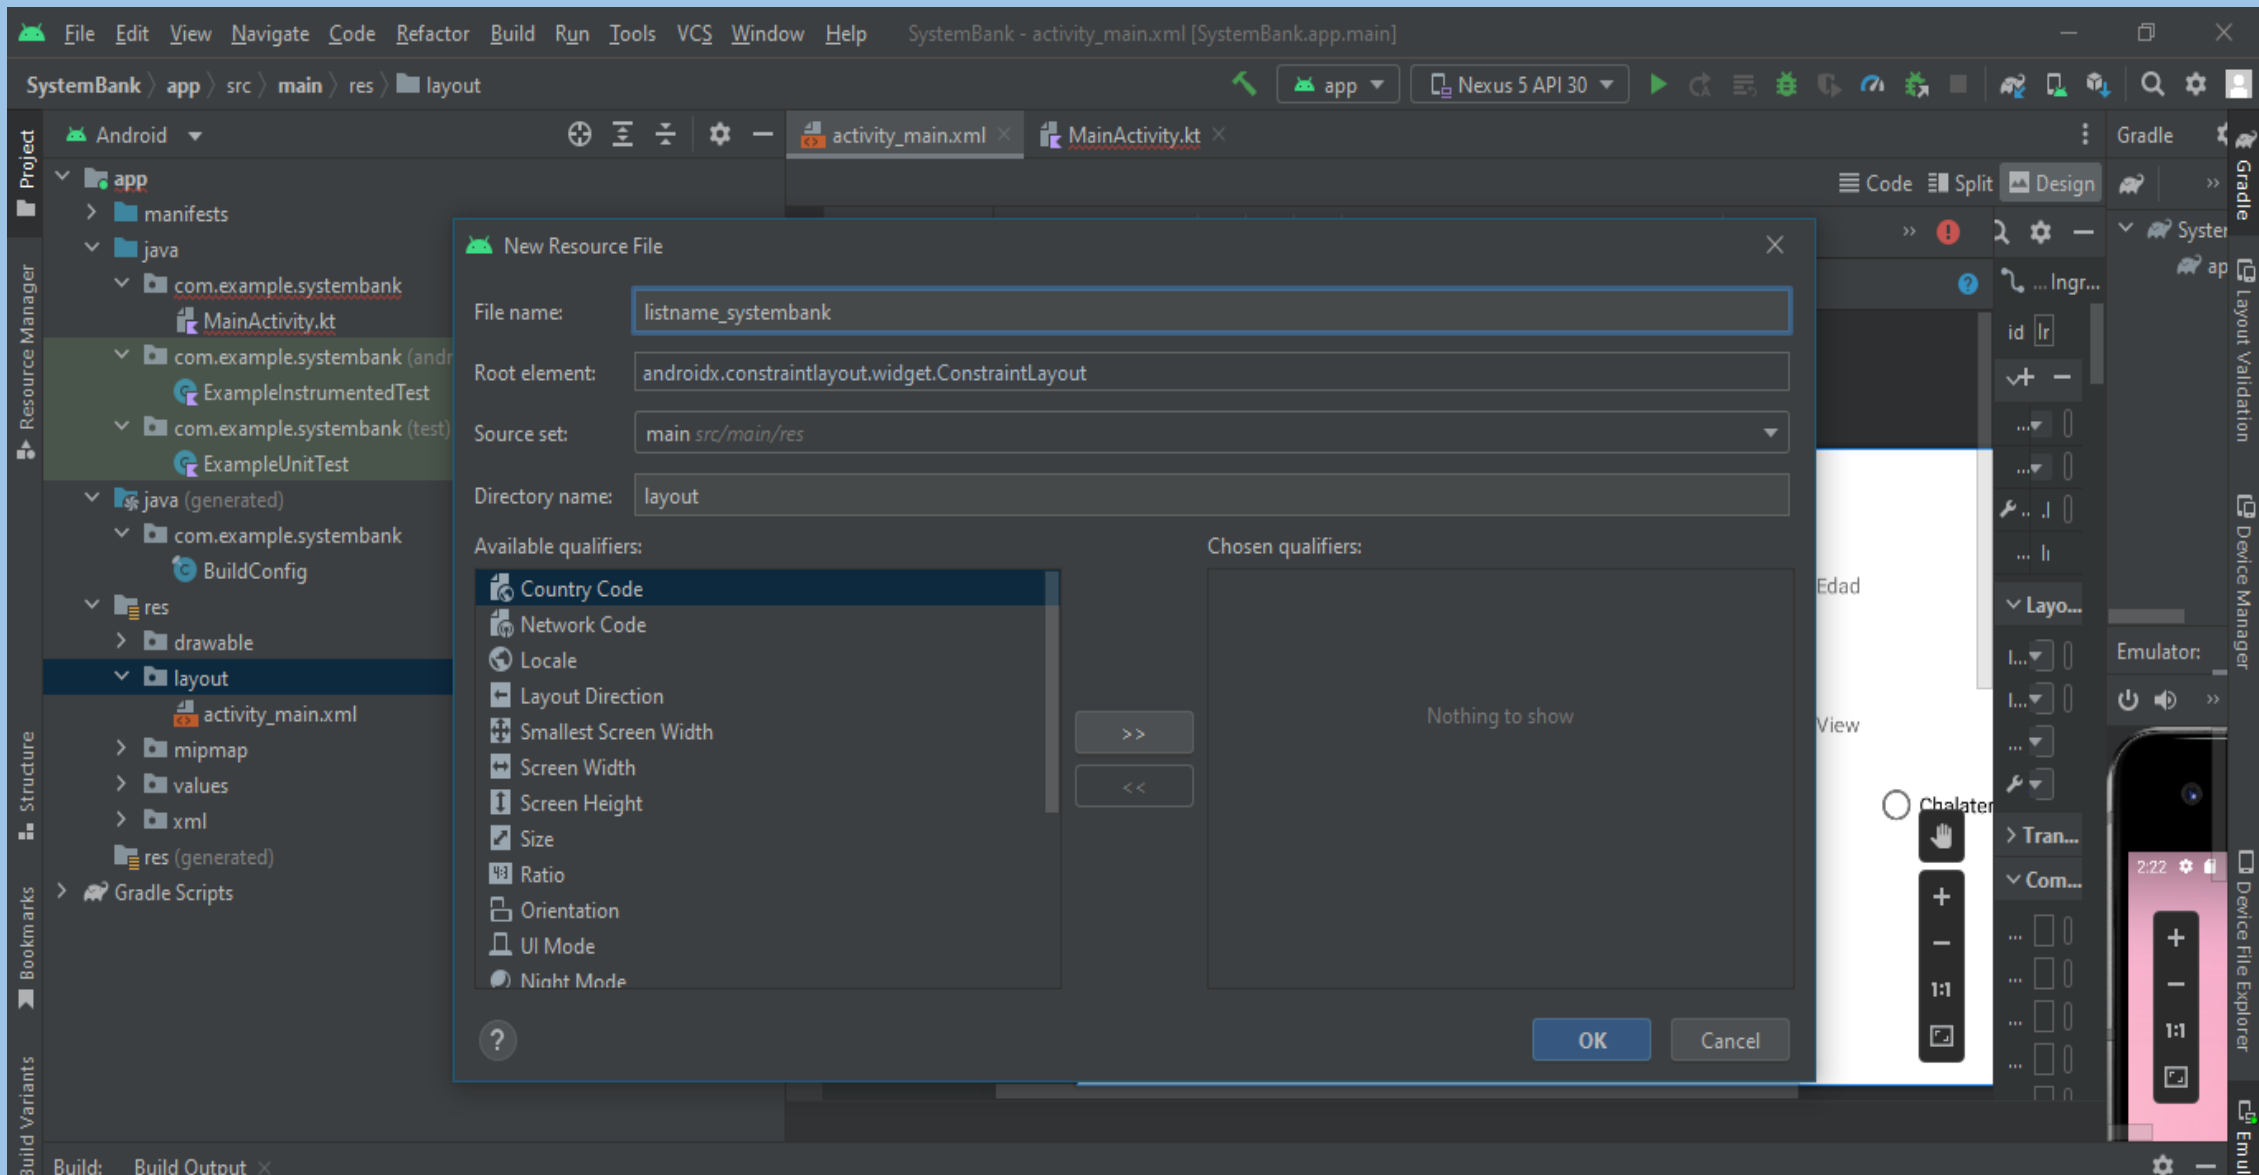 File Edit View Navigate Code Refactor Build Run Tools VCS Window Help SystemBank - activity_main.xml [SystemBank.app.main]
SystemBank app src main res layout
app Nexus 5 API 30
Android
activity_main.xml MainActivity.kt
Gradle
Code Split Design
Project
Resource Manager
Structure
Bookmarks
Build Variants
app
manifests
java
com.example.systembank
MainActivity.kt
com.example.systembank (andr
ExampleInstrumentedTest
com.example.systembank (test)
ExampleUnitTest
java (generated)
com.example.systembank
BuildConfig
res
drawable
layout
activity_main.xml
mipmap
values
xml
res (generated)
Gradle Scripts
New Resource File
File name: listname_systembank
Root element: androidx.constraintlayout.widget.ConstraintLayout
Source set: main src/main/res
Directory name: layout
Available qualifiers:
Chosen qualifiers:
Country Code
Network Code
Locale
Layout Direction
Smallest Screen Width
Screen Width
Screen Height
Size
Ratio
Orientation
UI Mode
Night Mode
>>
<<
Nothing to show
? OK Cancel
Edad
View
Chalaten
1:1
... Ingr...
id
Layo...
Tran...
Com...
System
ap
Emulator:
2:22
1:1
Gradle
Layout Validation
Device Manager
Device File Explorer
Emul
Build: Build Output